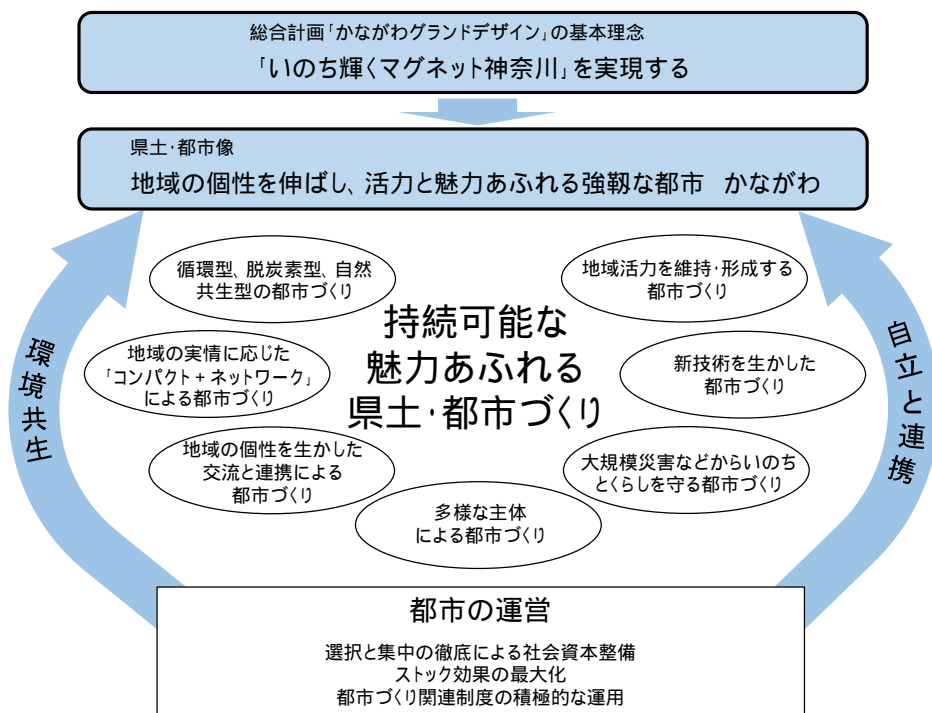 総合計画「かながわグランドデザイン」の基本理念
「いのち輝くマグネット神奈川」を実現する
県土・都市像
地域の個性を伸ばし、活力と魅力あふれる強靱な都市　かながわ
環境共生
自立と連携
循環型、脱炭素型、自然
共生型の都市づくり
地域活力を維持・形成する
都市づくり
持続可能な
魅力あふれる
県土・都市づくり
地域の実情に応じた
「コンパクト＋ネットワーク」
による都市づくり
新技術を生かした
都市づくり
地域の個性を生かした
交流と連携による
都市づくり
大規模災害などからいのち
とくらしを守る都市づくり
多様な主体
による都市づくり
都市の運営
選択と集中の徹底による社会資本整備
ストック効果の最大化
都市づくり関連制度の積極的な運用